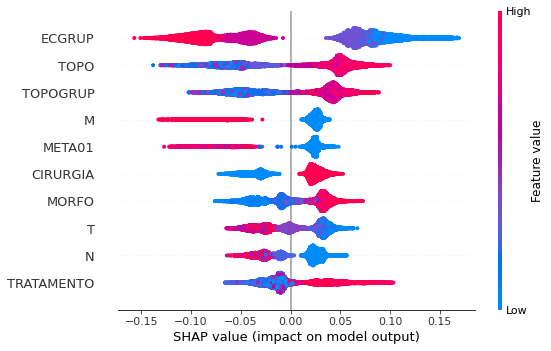 High
ECGRUP
TOPO
TOPOGRUP
M
META01
CIRURGIA
MORFO
T
N
TRATAMENTO
Feature value
Low
−0.15 −0.10 −0.05 0.00 0.05 0.10 0.15
SHAP value (impact on model output)